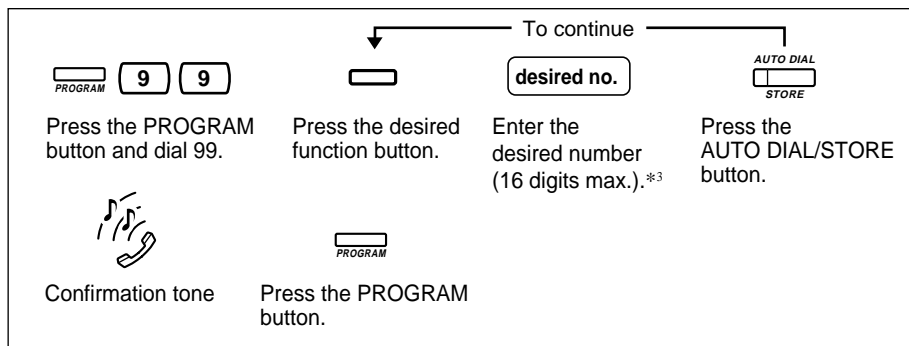 To continue
PROGRAM 9 9 desired no. AUTO DIAL
STORE
Press the PROGRAM
button and dial 99.
Press the desired
function button.
Enter the
desired number
(16 digits max.).*3
Press the
AUTO DIAL/STORE
button.
PROGRAM
Confirmation tone
Press the PROGRAM
button.